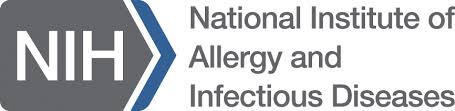 NIH
National Institute of
Allergy and
Infectious Diseases